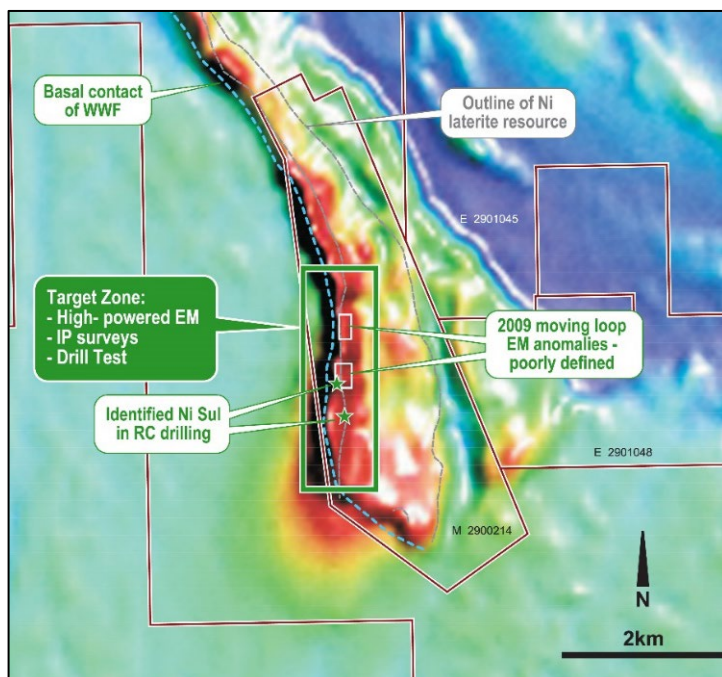 Basal contact
of WWF
Outline of Ni
laterite resource
E 2901045
Target Zone:
- High- powered EM
- IP surveys
- Drill Test
2009 moving loop
EM anomalies -
poorly defined
Identified Ni Sul
in RC drilling
E 2901048
M 2900214
N
2km